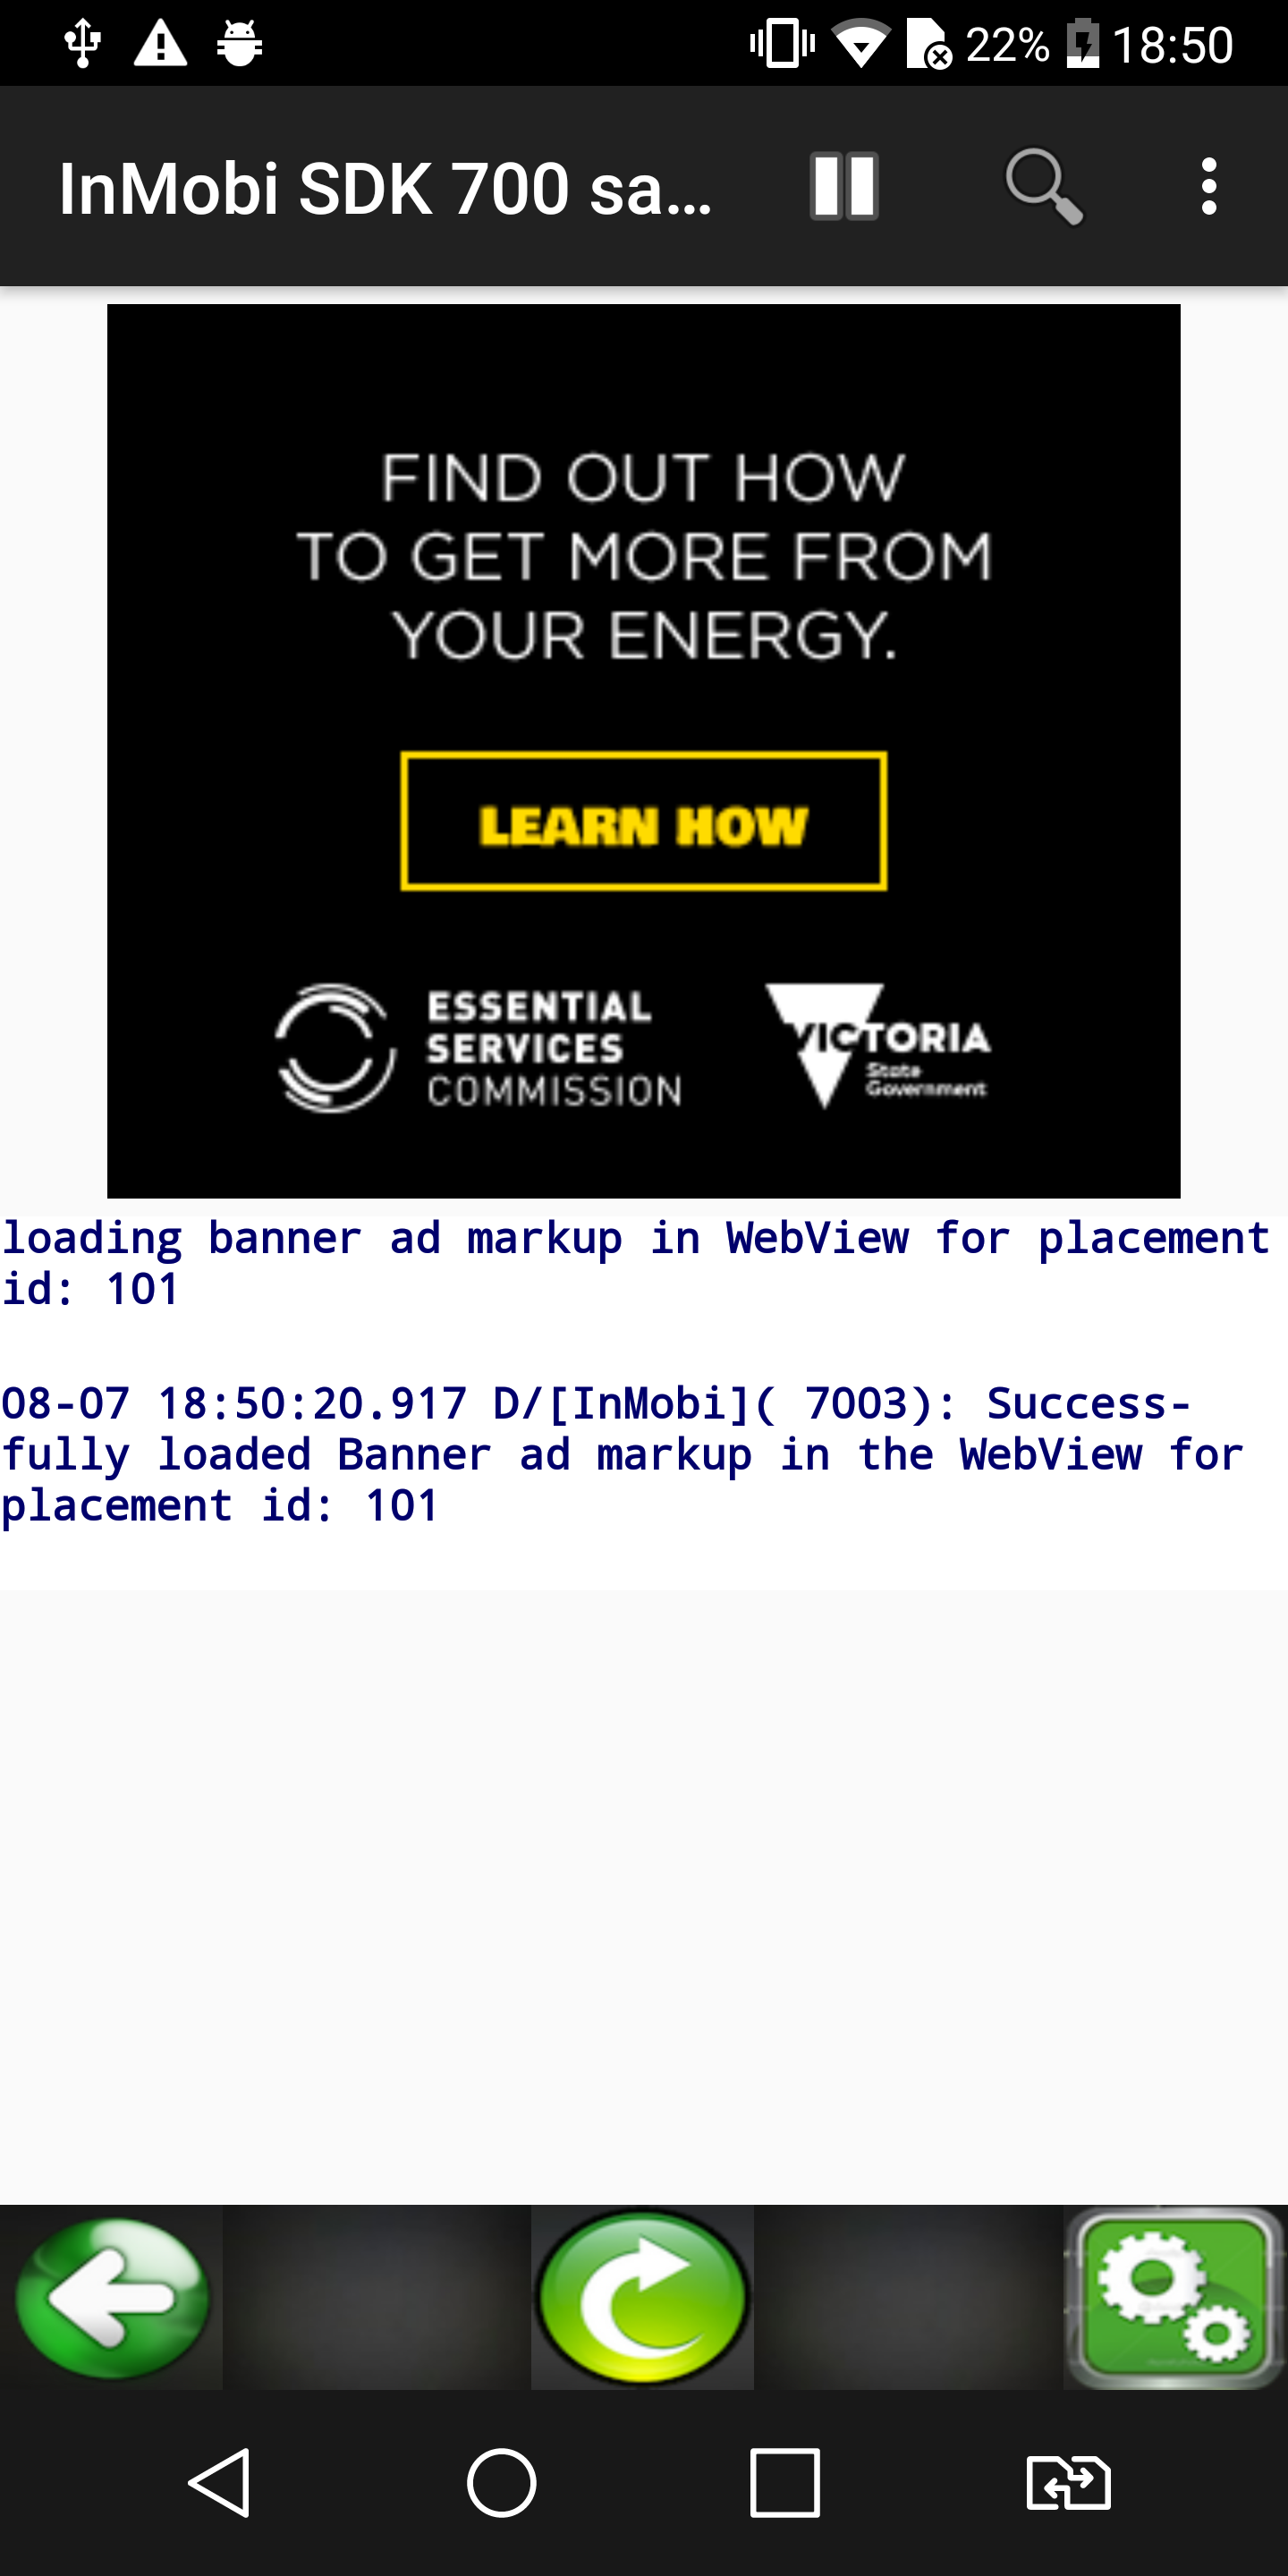 22% 18:50
InMobi SDK 700 sa...
FIND OUT HOW
TO GET MORE FROM
YOUR ENERGY.
LEARN HOW
ESSENTIAL
SERVICES
COMMISSION
VICTORIA
State
Government
loading banner ad markup in WebView for placement
id: 101
08-07 18:50:20.917 D/[InMobi]( 7003): Success-
fully loaded Banner ad markup in the WebView for
placement id: 101